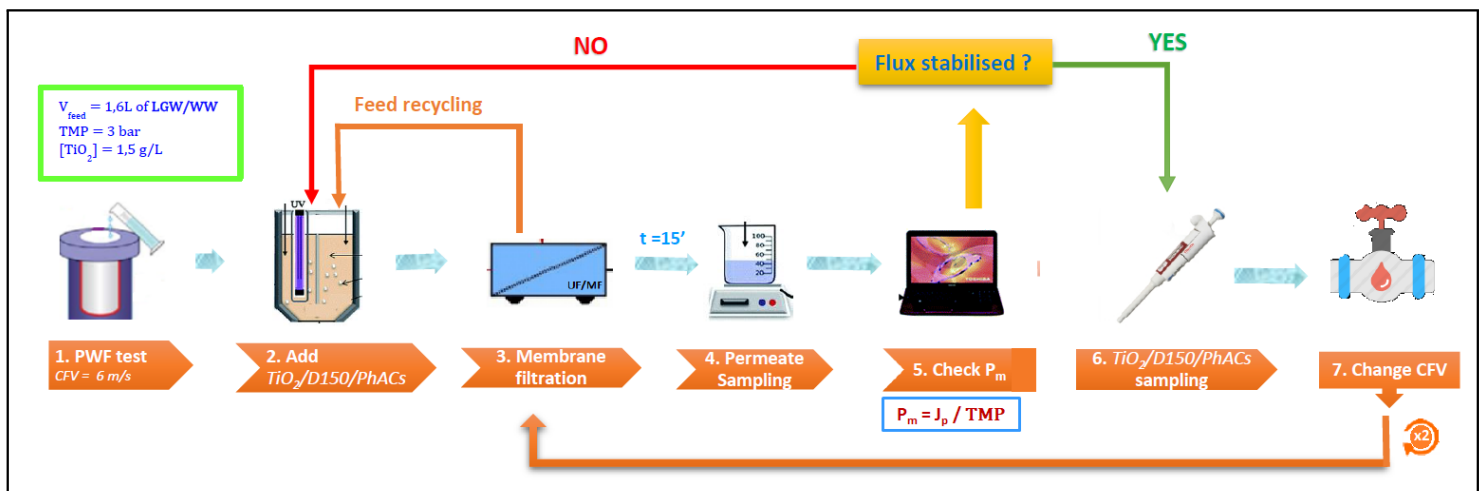 NO
YES
Flux stabilised ?
V_feed = 1,6L of LGW/WW
TMP = 3 bar
[TiO₂] = 1,5 g/L
Feed recycling
UV
t =15'
UF/MF
100
80
60
40
20
TOSHIBA
1. PWF test
CFV = 6 m/s
2. Add
TiO₂/D150/PhACs
3. Membrane
filtration
4. Permeate
Sampling
5. Check Pₘ
6. TiO₂/D150/PhACs
sampling
7. Change CFV
Pₘ = Jₚ / TMP
x2